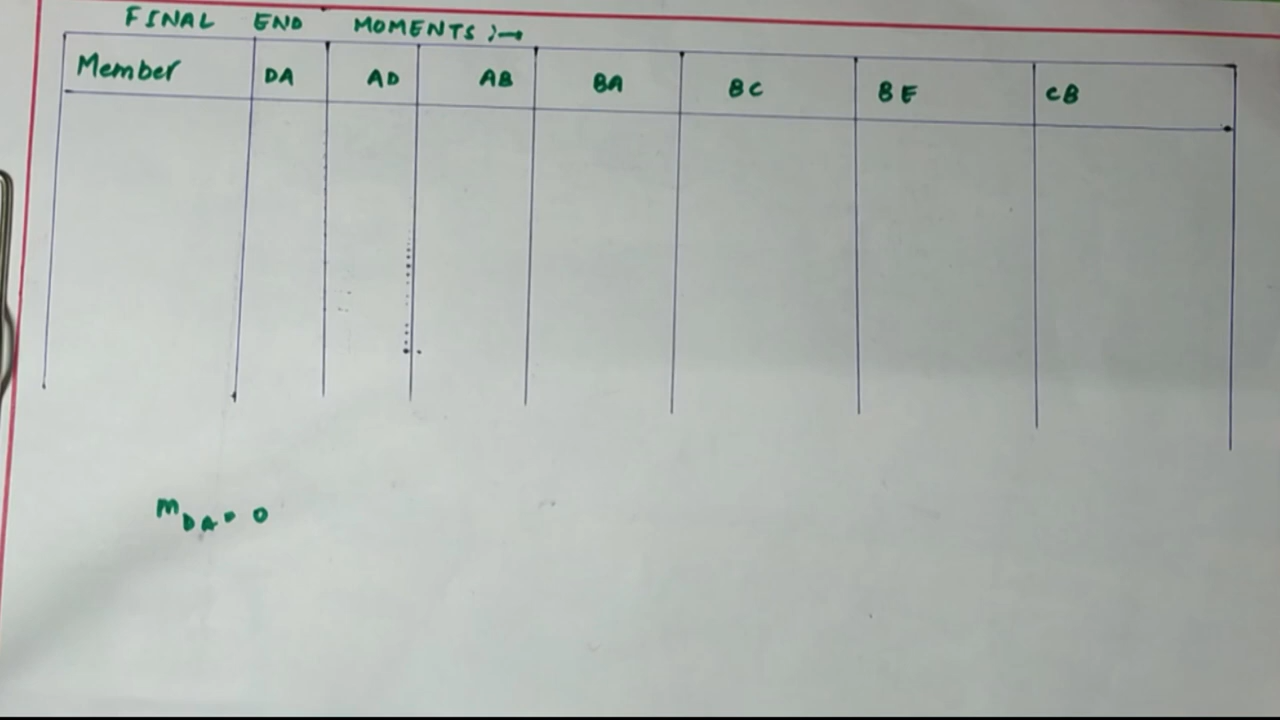 FINAL END MOMENTS :→
Member DA AD AB BA BC BE CB
MDA = 0